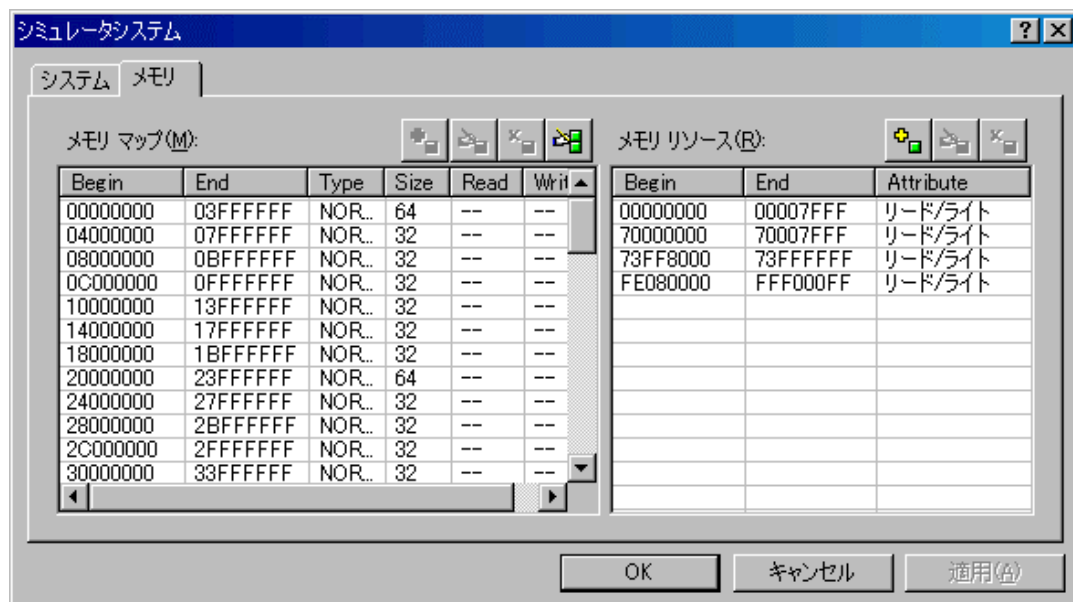 シミュレータシステム
システム メモリ
メモリ マップ(M):
Begin End Type Size Read Writ
00000000 03FFFFFF NOR... 64 -- --
04000000 07FFFFFF NOR... 32 -- --
08000000 0BFFFFFF NOR... 32 -- --
0C000000 0FFFFFFF NOR... 32 -- --
10000000 13FFFFFF NOR... 32 -- --
14000000 17FFFFFF NOR... 32 -- --
18000000 1BFFFFFF NOR... 32 -- --
20000000 23FFFFFF NOR... 64 -- --
24000000 27FFFFFF NOR... 32 -- --
28000000 2BFFFFFF NOR... 32 -- --
2C000000 2FFFFFFF NOR... 32 -- --
30000000 33FFFFFF NOR... 32 -- --
メモリ リソース(R):
Begin End Attribute
00000000 00007FFF リード/ライト
70000000 70007FFF リード/ライト
73FF8000 73FFFFFF リード/ライト
FE080000 FFF000FF リード/ライト
OK キャンセル 適用(A)